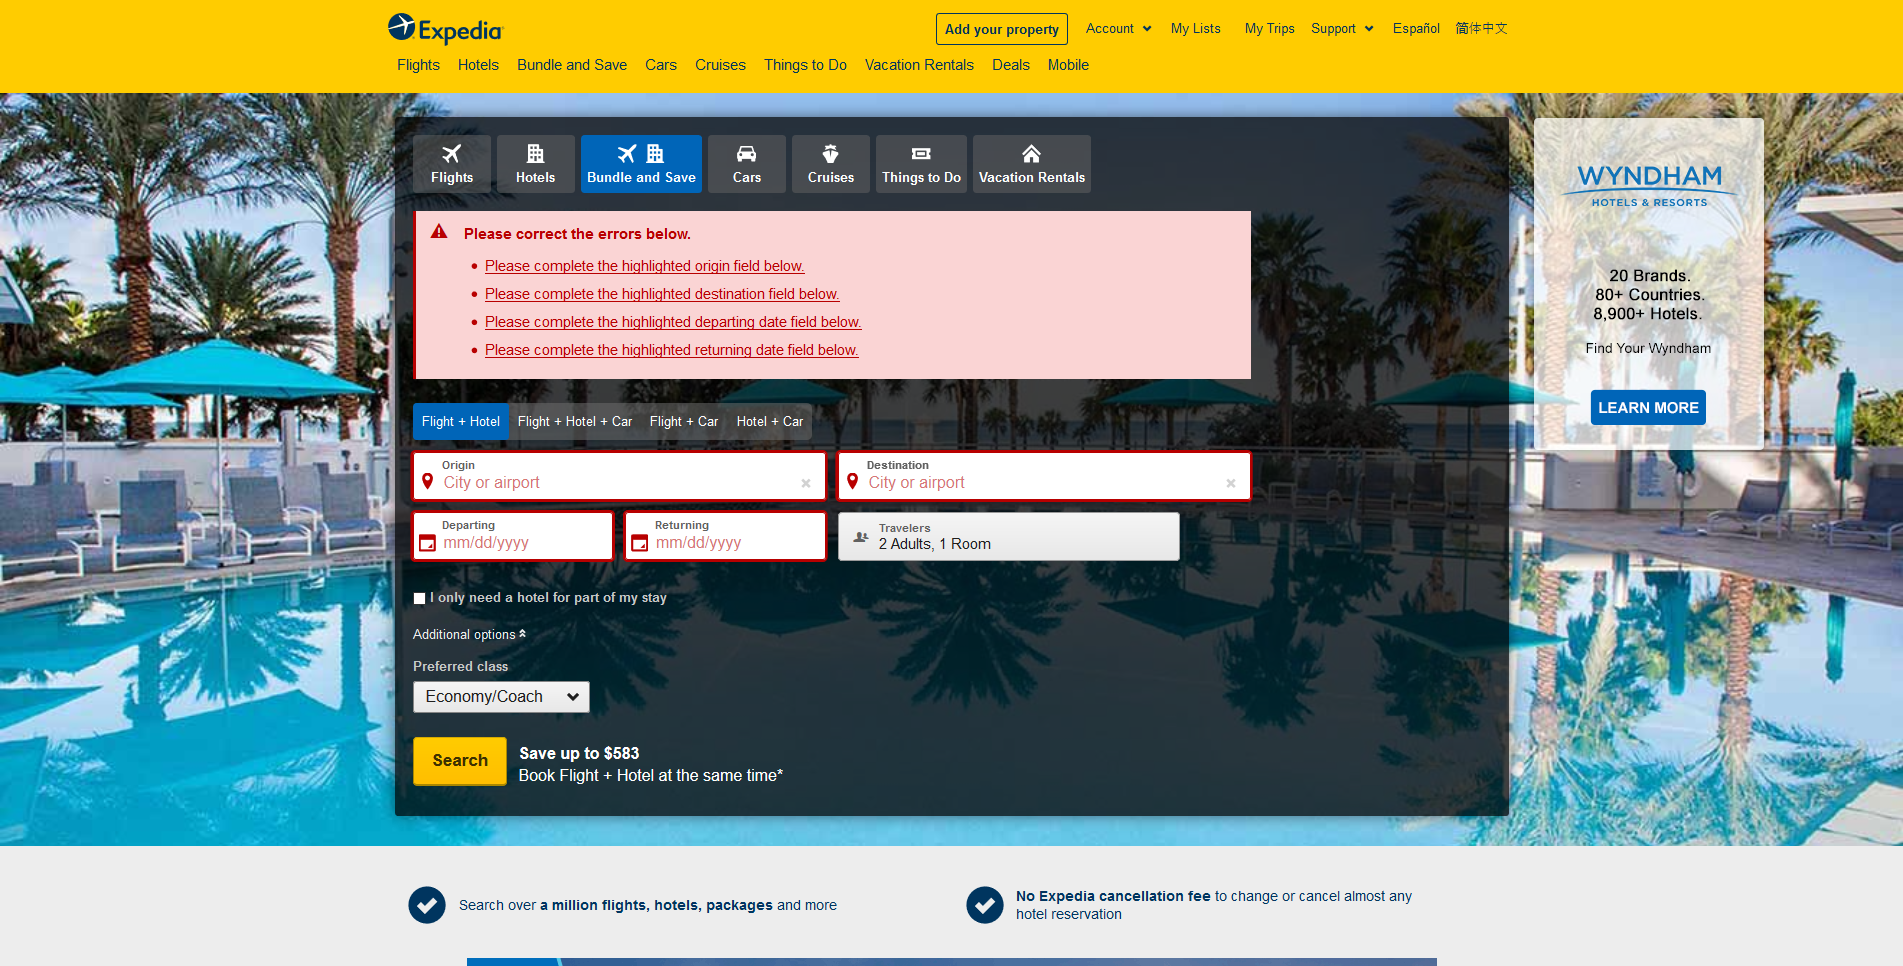 Expedia
Add your property
Account
My Lists
My Trips
Support
Español
简体中文
Flights
Hotels
Bundle and Save
Cars
Cruises
Things to Do
Vacation Rentals
Deals
Mobile
Flights
Hotels
Bundle and Save
Cars
Cruises
Things to Do
Vacation Rentals
Please correct the errors below.
Please complete the highlighted origin field below.
Please complete the highlighted destination field below.
Please complete the highlighted departing date field below.
Please complete the highlighted returning date field below.
Flight + Hotel
Flight + Hotel + Car
Flight + Car
Hotel + Car
Origin
City or airport
Destination
City or airport
Departing
mm/dd/yyyy
Returning
mm/dd/yyyy
Travelers
2 Adults, 1 Room
I only need a hotel for part of my stay
Additional options
Preferred class
Economy/Coach
Search
Save up to $583
Book Flight + Hotel at the same time*
WYNDHAM
HOTELS & RESORTS
20 Brands.
80+ Countries.
8,900+ Hotels.
Find Your Wyndham
LEARN MORE
Search over a million flights, hotels, packages and more
No Expedia cancellation fee to change or cancel almost any
hotel reservation